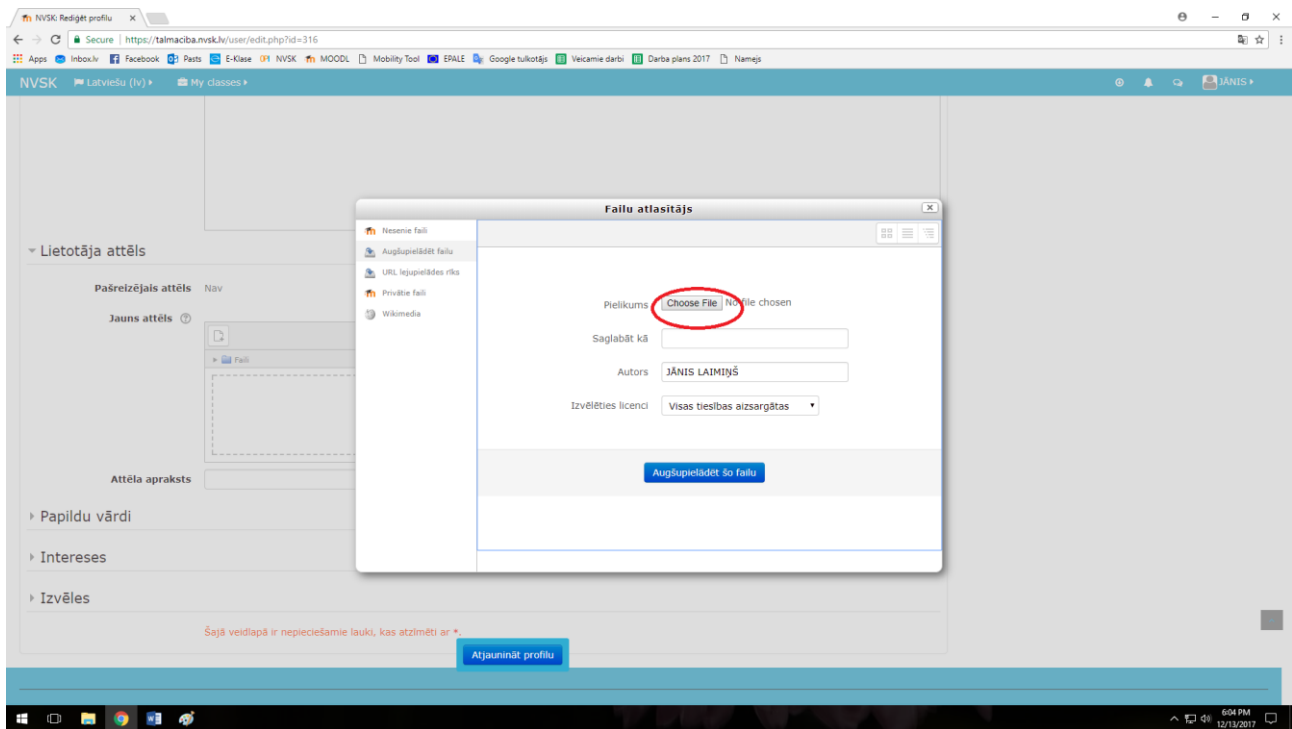 NVSK: Rediģēt profilu
Secure | https://talmaciba.nvsk.lv/user/edit.php?id=316
Apps Inbox.lv Facebook Pasts E-Klase NVSK MOODL Mobility Tool EPALE Google tulkotājs Veicamie darbi Darba plans 2017 Namejs
NVSK Latviešu (lv) My classes JĀNIS
Failu atlasītājs
Nesenie faili
Augšupielādēt failu
URL lejupielādes rīks
Privātie faili
Wikimedia
Pielikums Choose File No file chosen
Saglabāt kā
Autors JĀNIS LAIMIŅŠ
Izvēlēties licenci Visas tiesības aizsargātas
Augšupielādēt šo failu
Lietotāja attēls
Pašreizējais attēls Nav
Jauns attēls
Faili
Attēla apraksts
Papildu vārdi
Intereses
Izvēles
Šajā veidlapā ir nepieciešamie lauki, kas atzīmēti ar *.
Atjaunināt profilu
6:04 PM
12/13/2017